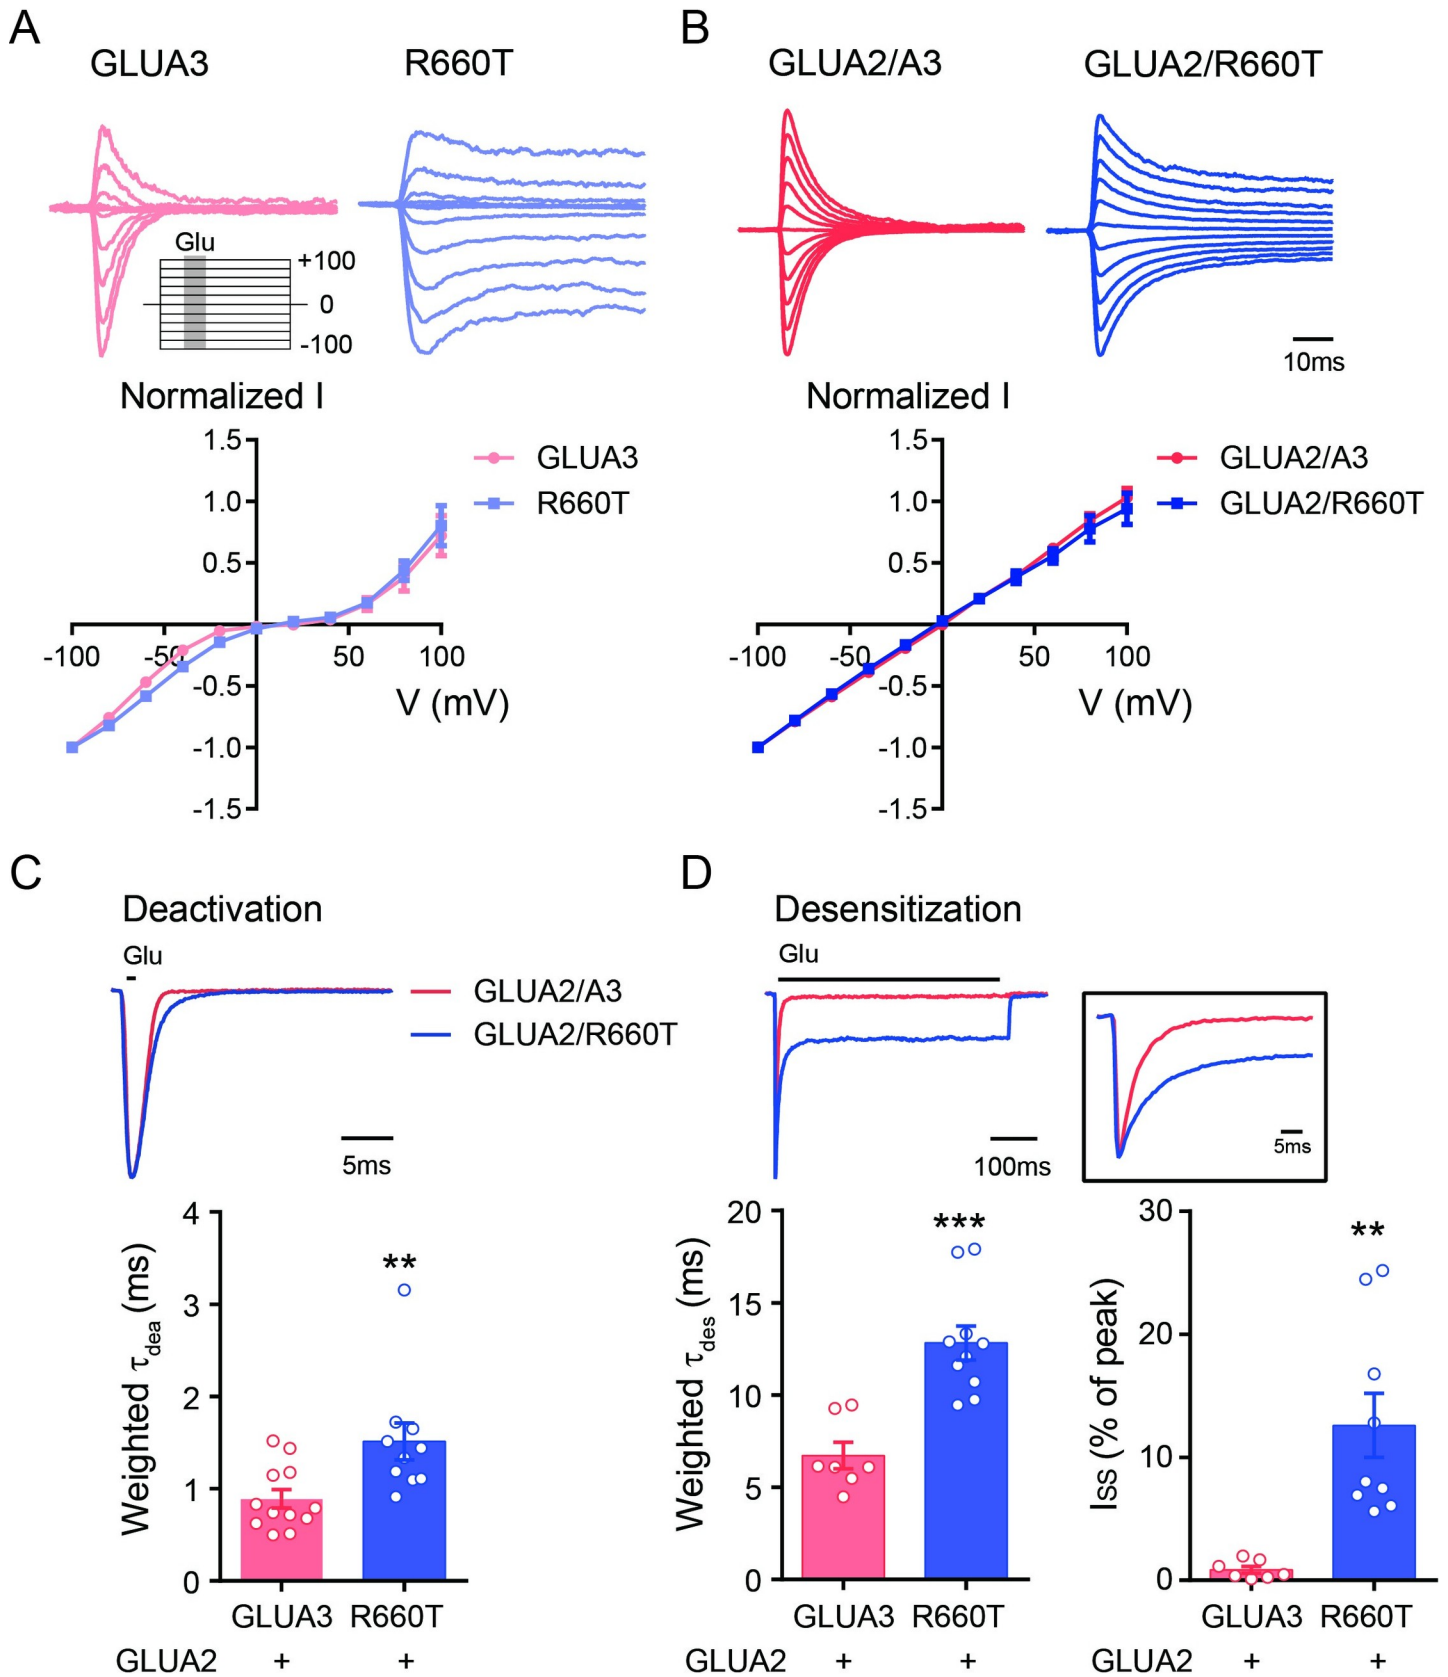 A
GLUA3 R660T
Glu
+100
0
-100
Normalized I
1.5
1.0
0.5
-100 -50 50 100
-0.5
V (mV)
-1.0
-1.5
GLUA3
R660T
B
GLUA2/A3 GLUA2/R660T
10ms
Normalized I
1.5
1.0
0.5
-100 -50 50 100
-0.5
V (mV)
-1.0
-1.5
GLUA2/A3
GLUA2/R660T
C
Deactivation
Glu
GLUA2/A3
GLUA2/R660T
5ms
Weighted τdea (ms)
4
3
2
1
0
**
GLUA3 R660T
GLUA2 + +
D
Desensitization
Glu
100ms
5ms
Weighted τdes (ms)
20
15
10
5
0
***
GLUA3 R660T
GLUA2 + +
Iss (% of peak)
30
20
10
0
**
GLUA3 R660T
GLUA2 + +